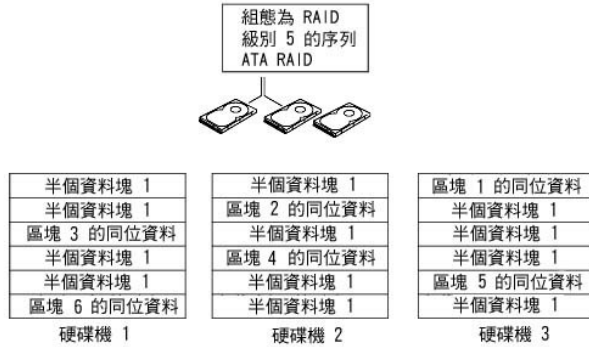 組態為 RAID
級別 5 的序列
ATA RAID
半個資料塊 1
半個資料塊 1
區塊 3 的同位資料
半個資料塊 1
半個資料塊 1
區塊 6 的同位資料
硬碟機 1
半個資料塊 1
區塊 2 的同位資料
半個資料塊 1
區塊 4 的同位資料
半個資料塊 1
半個資料塊 1
硬碟機 2
區塊 1 的同位資料
半個資料塊 1
半個資料塊 1
半個資料塊 1
區塊 5 的同位資料
半個資料塊 1
硬碟機 3